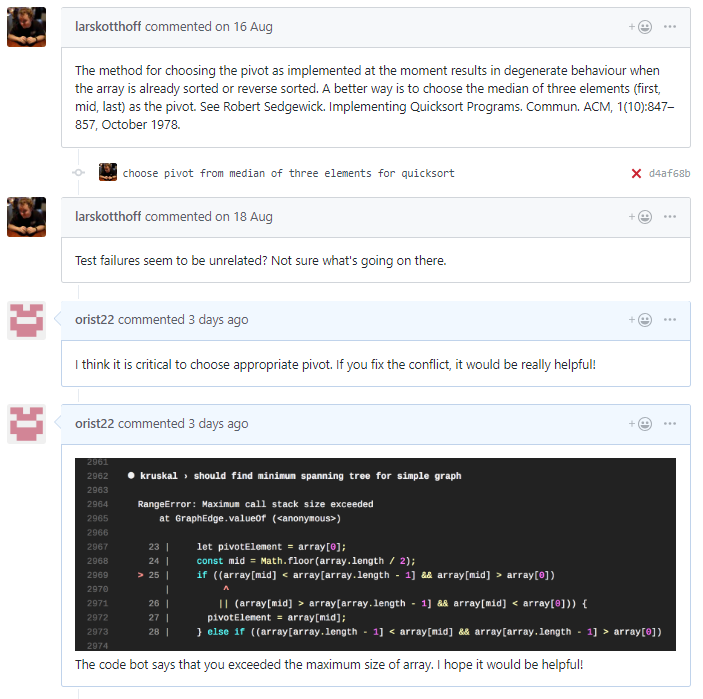 larskotthoff commented on 16 Aug
The method for choosing the pivot as implemented at the moment results in degenerate behaviour when
the array is already sorted or reverse sorted. A better way is to choose the median of three elements (first,
mid, last) as the pivot. See Robert Sedgewick. Implementing Quicksort Programs. Commun. ACM, 1(10):847–
857, October 1978.
choose pivot from median of three elements for quicksort
d4af68b
larskotthoff commented on 18 Aug
Test failures seem to be unrelated? Not sure what's going on there.
orist22 commented 3 days ago
I think it is critical to choose appropriate pivot. If you fix the conflict, it would be really helpful!
orist22 commented 3 days ago
2961
2962 ● kruskal › should find minimum spanning tree for simple graph
2963
2964 RangeError: Maximum call stack size exceeded
2965 at GraphEdge.valueOf (<anonymous>)
2966
2967 23 | let pivotElement = array[0];
2968 24 | const mid = Math.floor(array.length / 2);
2969 > 25 | if ((array[mid] < array[array.length - 1] && array[mid] > array[0])
2970 | ^
2971 26 | || (array[mid] > array[array.length - 1] && array[mid] < array[0])) {
2972 27 | pivotElement = array[mid];
2973 28 | } else if ((array[array.length - 1] < array[mid] && array[array.length - 1] > array[0])
2974
The code bot says that you exceeded the maximum size of array. I hope it would be helpful!